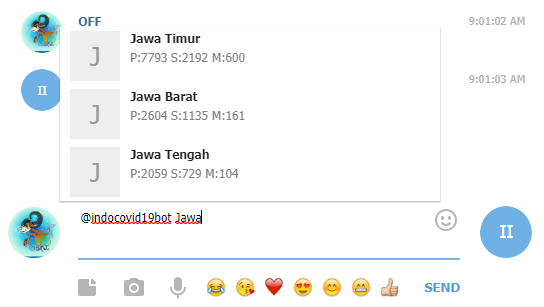 OFF
9:01:02 AM
J
Jawa Timur
P:7793 S:2192 M:600
II
9:01:03 AM
J
Jawa Barat
P:2604 S:1135 M:161
J
Jawa Tengah
P:2059 S:729 M:104
@indocovid19bot Jawa
II
SEND